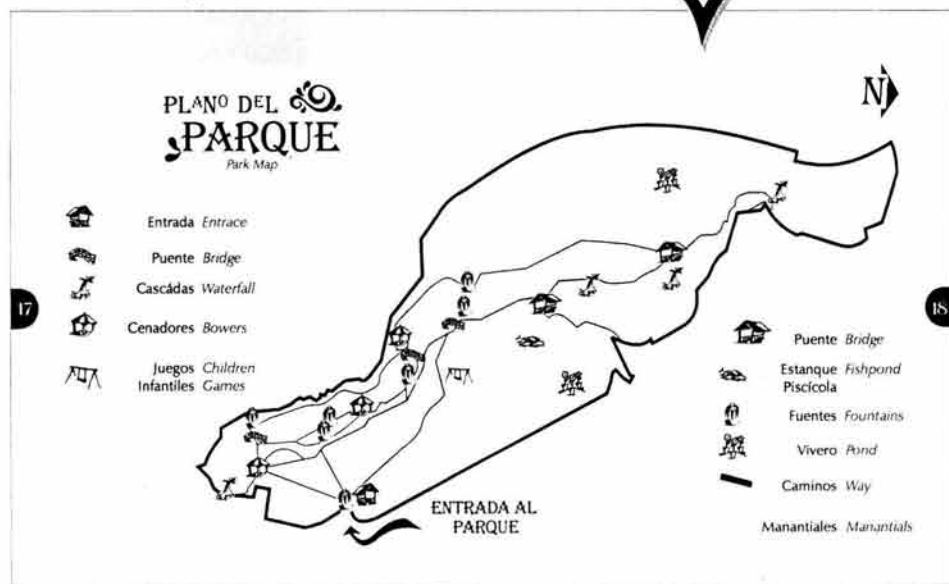 PLANO DEL
PARQUE
Park Map
N
Entrada Entrace
Puente Bridge
Cascádas Waterfall
Cenadores Bowers
Juegos Children
Infantiles Games
17
18
Puente Bridge
Estanque Fishpond
Piscícola
Fuentes Fountains
Vivero Pond
Caminos Way
Manantiales Manantials
ENTRADA AL
PARQUE